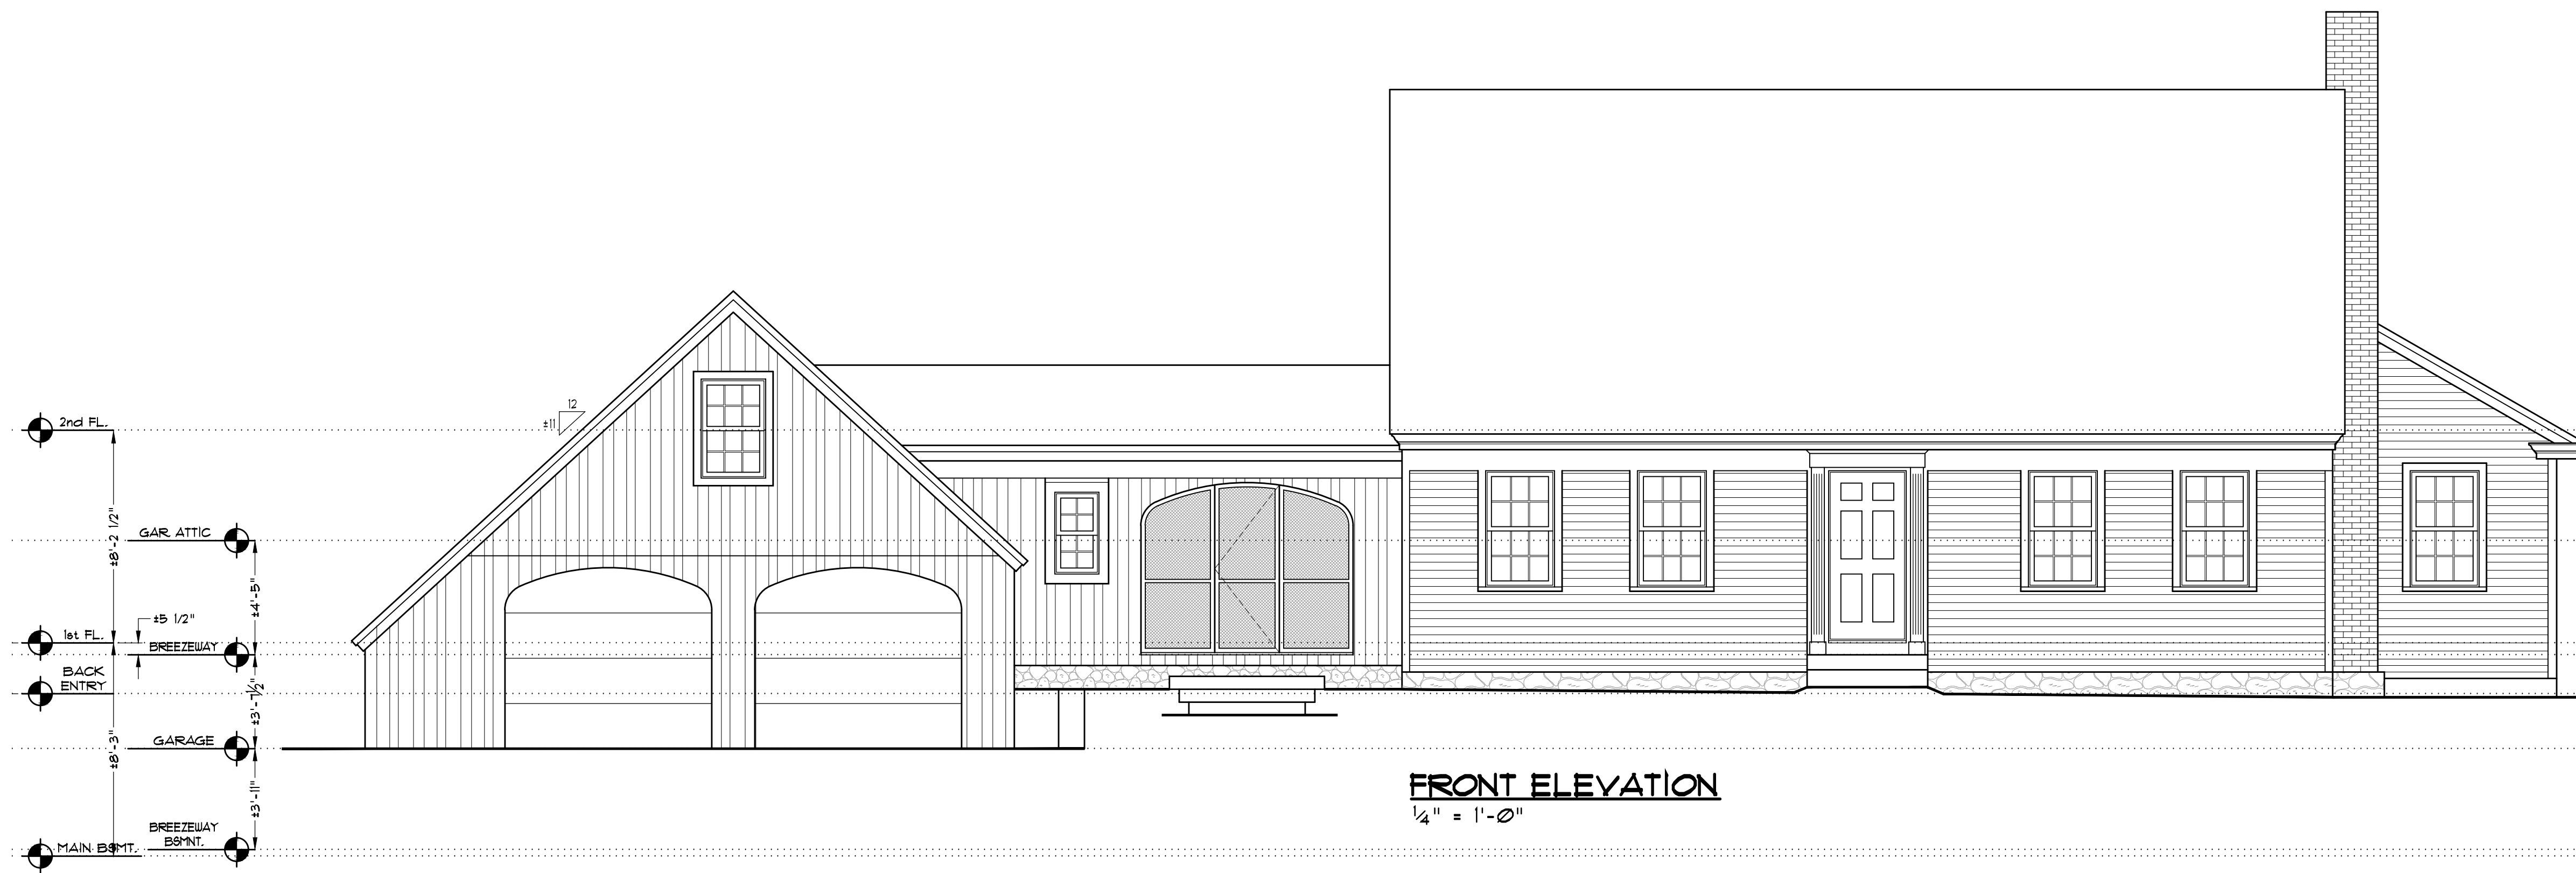 12
±11
2nd FL.
±8'-2 1/2"
GAR ATTIC
±4'-5"
±5 1/2"
1st FL.
BREEZEWAY
BACK
ENTRY
±3'-7 1/2"
±8'-3"
GARAGE
±3'-11"
BREEZEWAY
BSMNT.
MAIN BSMT.
FRONT ELEVATION
1/4" = 1'-0"